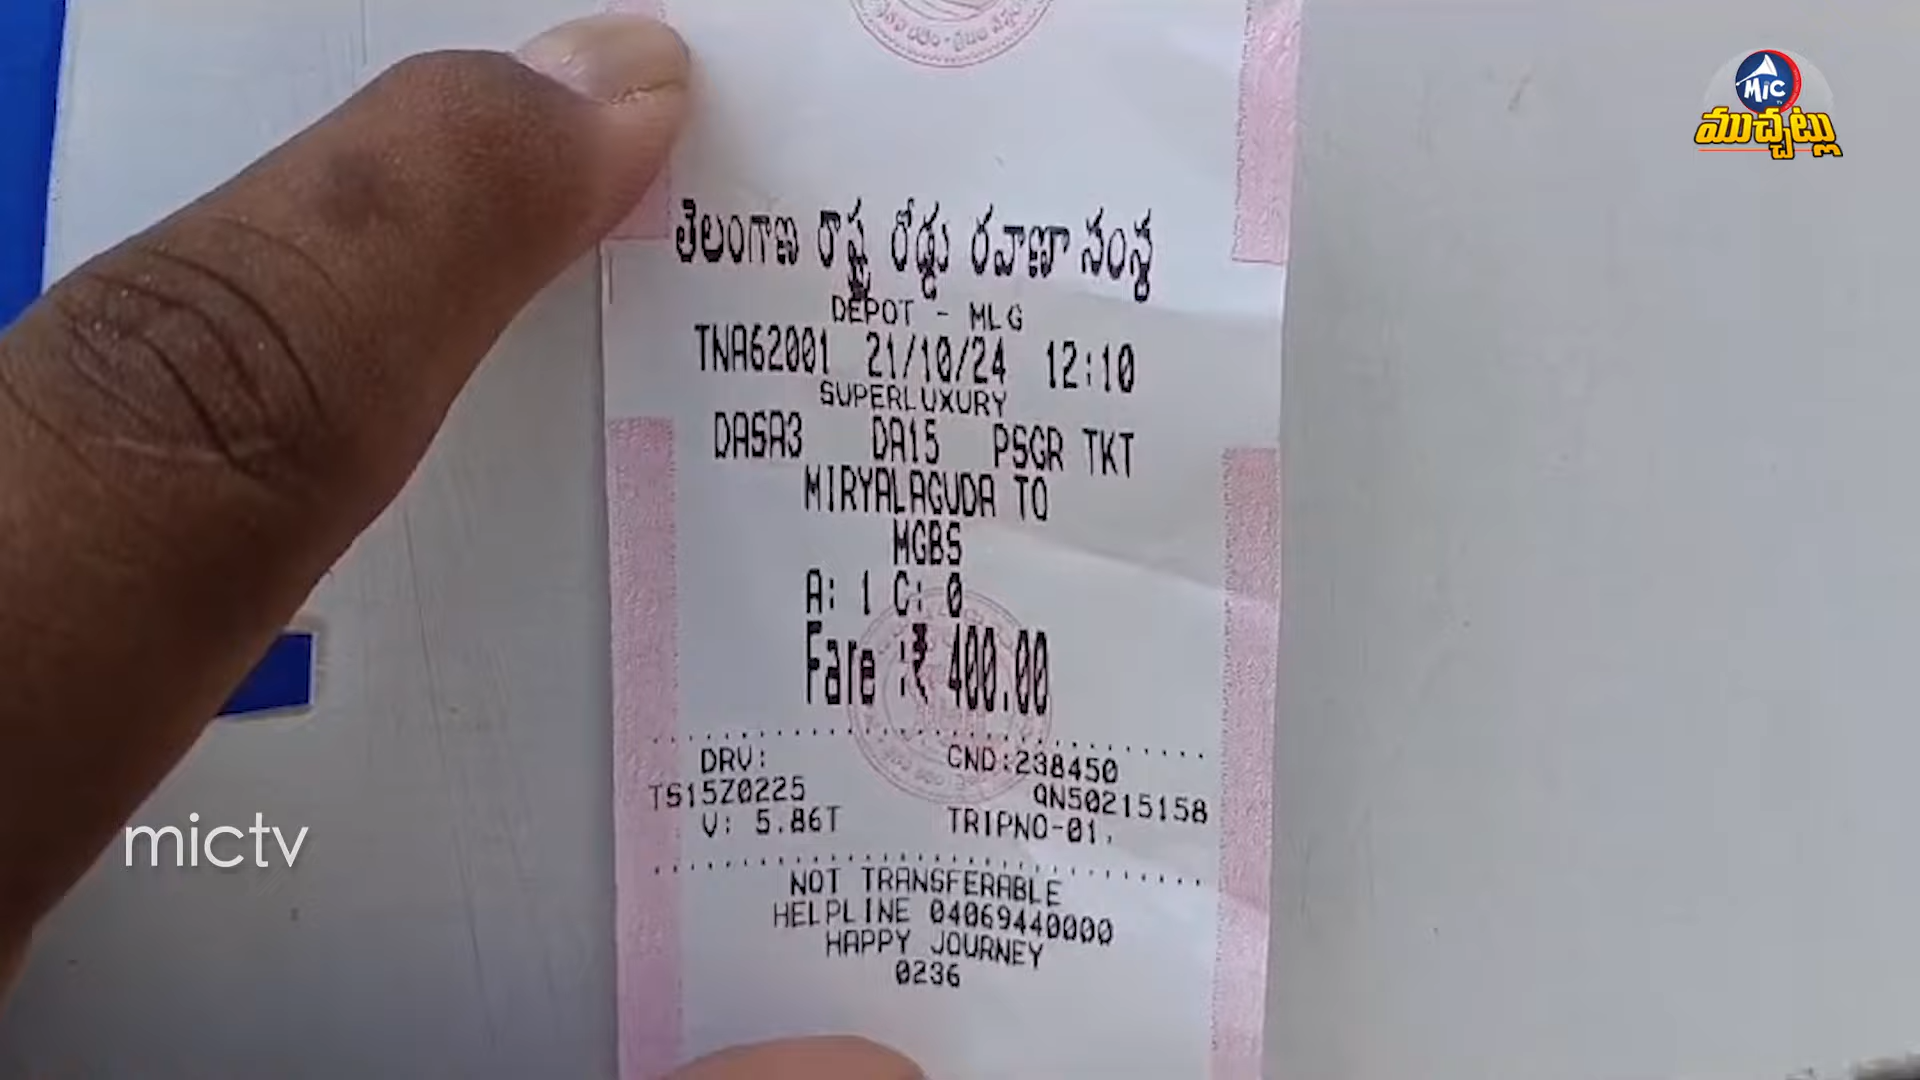 MiC
ముచ్చట్లు
తెలంగాణ రాష్ట్ర రోడ్డు రవాణా సంస్థ
DEPOT - MLG
TNA62001 21/10/24 12:10
SUPERLUXURY
DASA3 DA15 PSGR TKT
MIRYALAGUDA TO
MGBS
A: 1 C: 0
Fare :₹ 400.00
DRV: CND:238450
TS15Z0225 QN50215158
V: 5.86T TRIPNO-01.
NOT TRANSFERABLE
HELPLINE 04069440000
HAPPY JOURNEY
0236
mictv